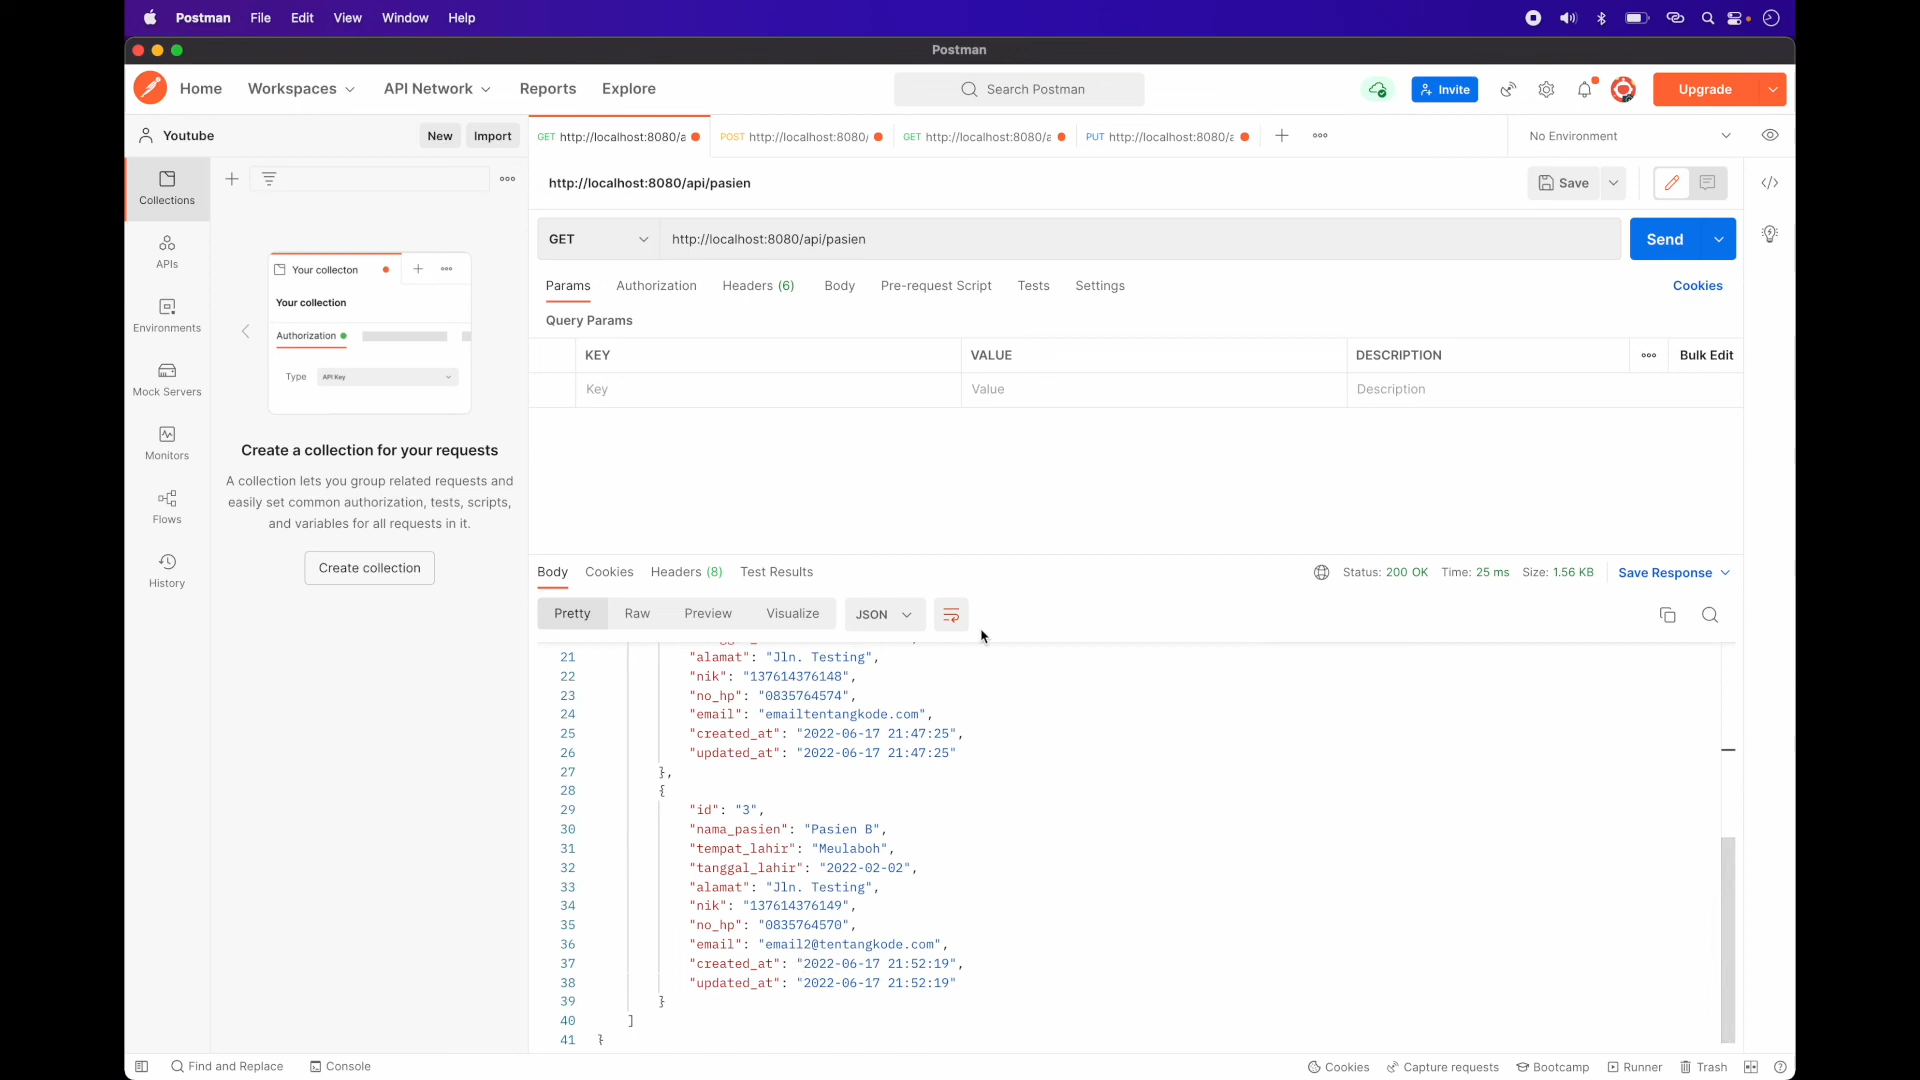 Postman File Edit View Window Help
Postman
Home Workspaces API Network Reports Explore
Search Postman
Invite
Upgrade
Youtube
New Import
GET http://localhost:8080/a
POST http://localhost:8080/
GET http://localhost:8080/a
PUT http://localhost:8080/a
No Environment
Collections
APIs
Environments
Mock Servers
Monitors
Flows
History
Your collecton
Your collection
Authorization
Type API Key
Create a collection for your requests
A collection lets you group related requests and
easily set common authorization, tests, scripts,
and variables for all requests in it.
Create collection
http://localhost:8080/api/pasien
Save
GET http://localhost:8080/api/pasien
Send
Params Authorization Headers (6) Body Pre-request Script Tests Settings
Cookies
Query Params
KEY VALUE DESCRIPTION Bulk Edit
Key Value Description
Body Cookies Headers (8) Test Results
Status: 200 OK Time: 25 ms Size: 1.56 KB Save Response
Pretty Raw Preview Visualize JSON
21 "alamat": "Jln. Testing",
22 "nik": "137614376148",
23 "no_hp": "0835764574",
24 "email": "emailtentangkode.com",
25 "created_at": "2022-06-17 21:47:25",
26 "updated_at": "2022-06-17 21:47:25"
27 },
28 {
29 "id": "3",
30 "nama_pasien": "Pasien B",
31 "tempat_lahir": "Meulaboh",
32 "tanggal_lahir": "2022-02-02",
33 "alamat": "Jln. Testing",
34 "nik": "137614376149",
35 "no_hp": "0835764570",
36 "email": "email2@tentangkode.com",
37 "created_at": "2022-06-17 21:52:19",
38 "updated_at": "2022-06-17 21:52:19"
39 }
40 ]
41 }
Find and Replace Console
Cookies Capture requests Bootcamp Runner Trash